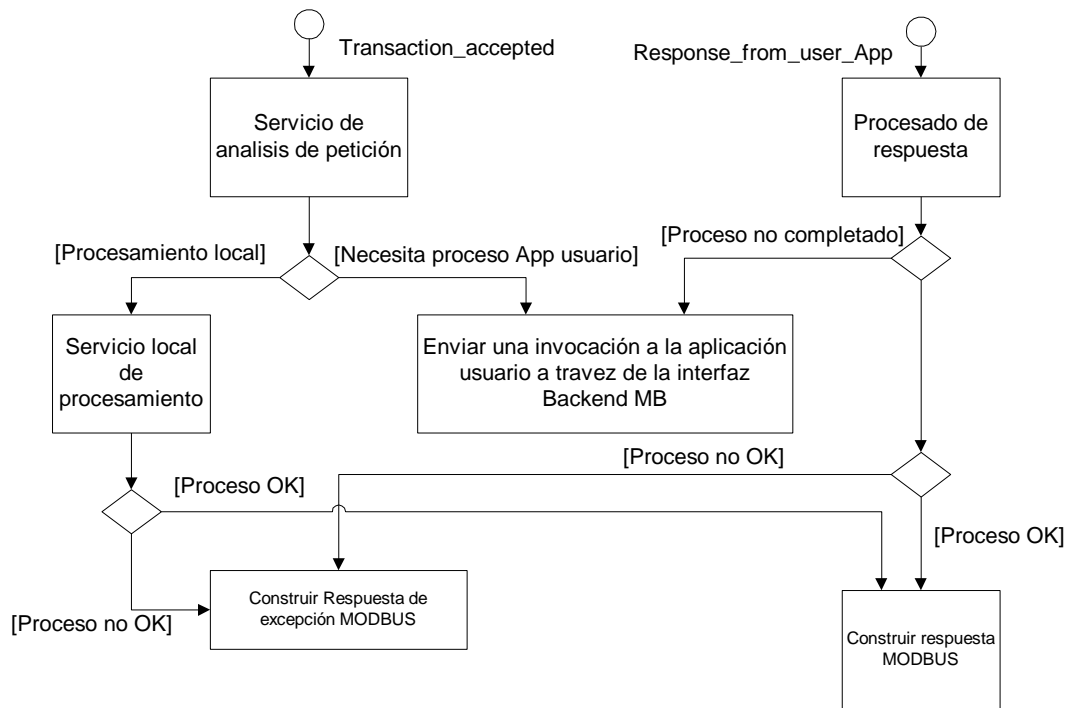 Transaction_accepted
Response_from_user_App
Servicio de
analisis de petición
Procesado de
respuesta
[Procesamiento local]
[Necesita proceso App usuario]
[Proceso no completado]
Servicio local
de
procesamiento
Enviar una invocación a la aplicación
usuario a travez de la interfaz
Backend MB
[Proceso no OK]
[Proceso OK]
[Proceso OK]
[Proceso no OK]
Construir Respuesta de
excepción MODBUS
Construir respuesta
MODBUS